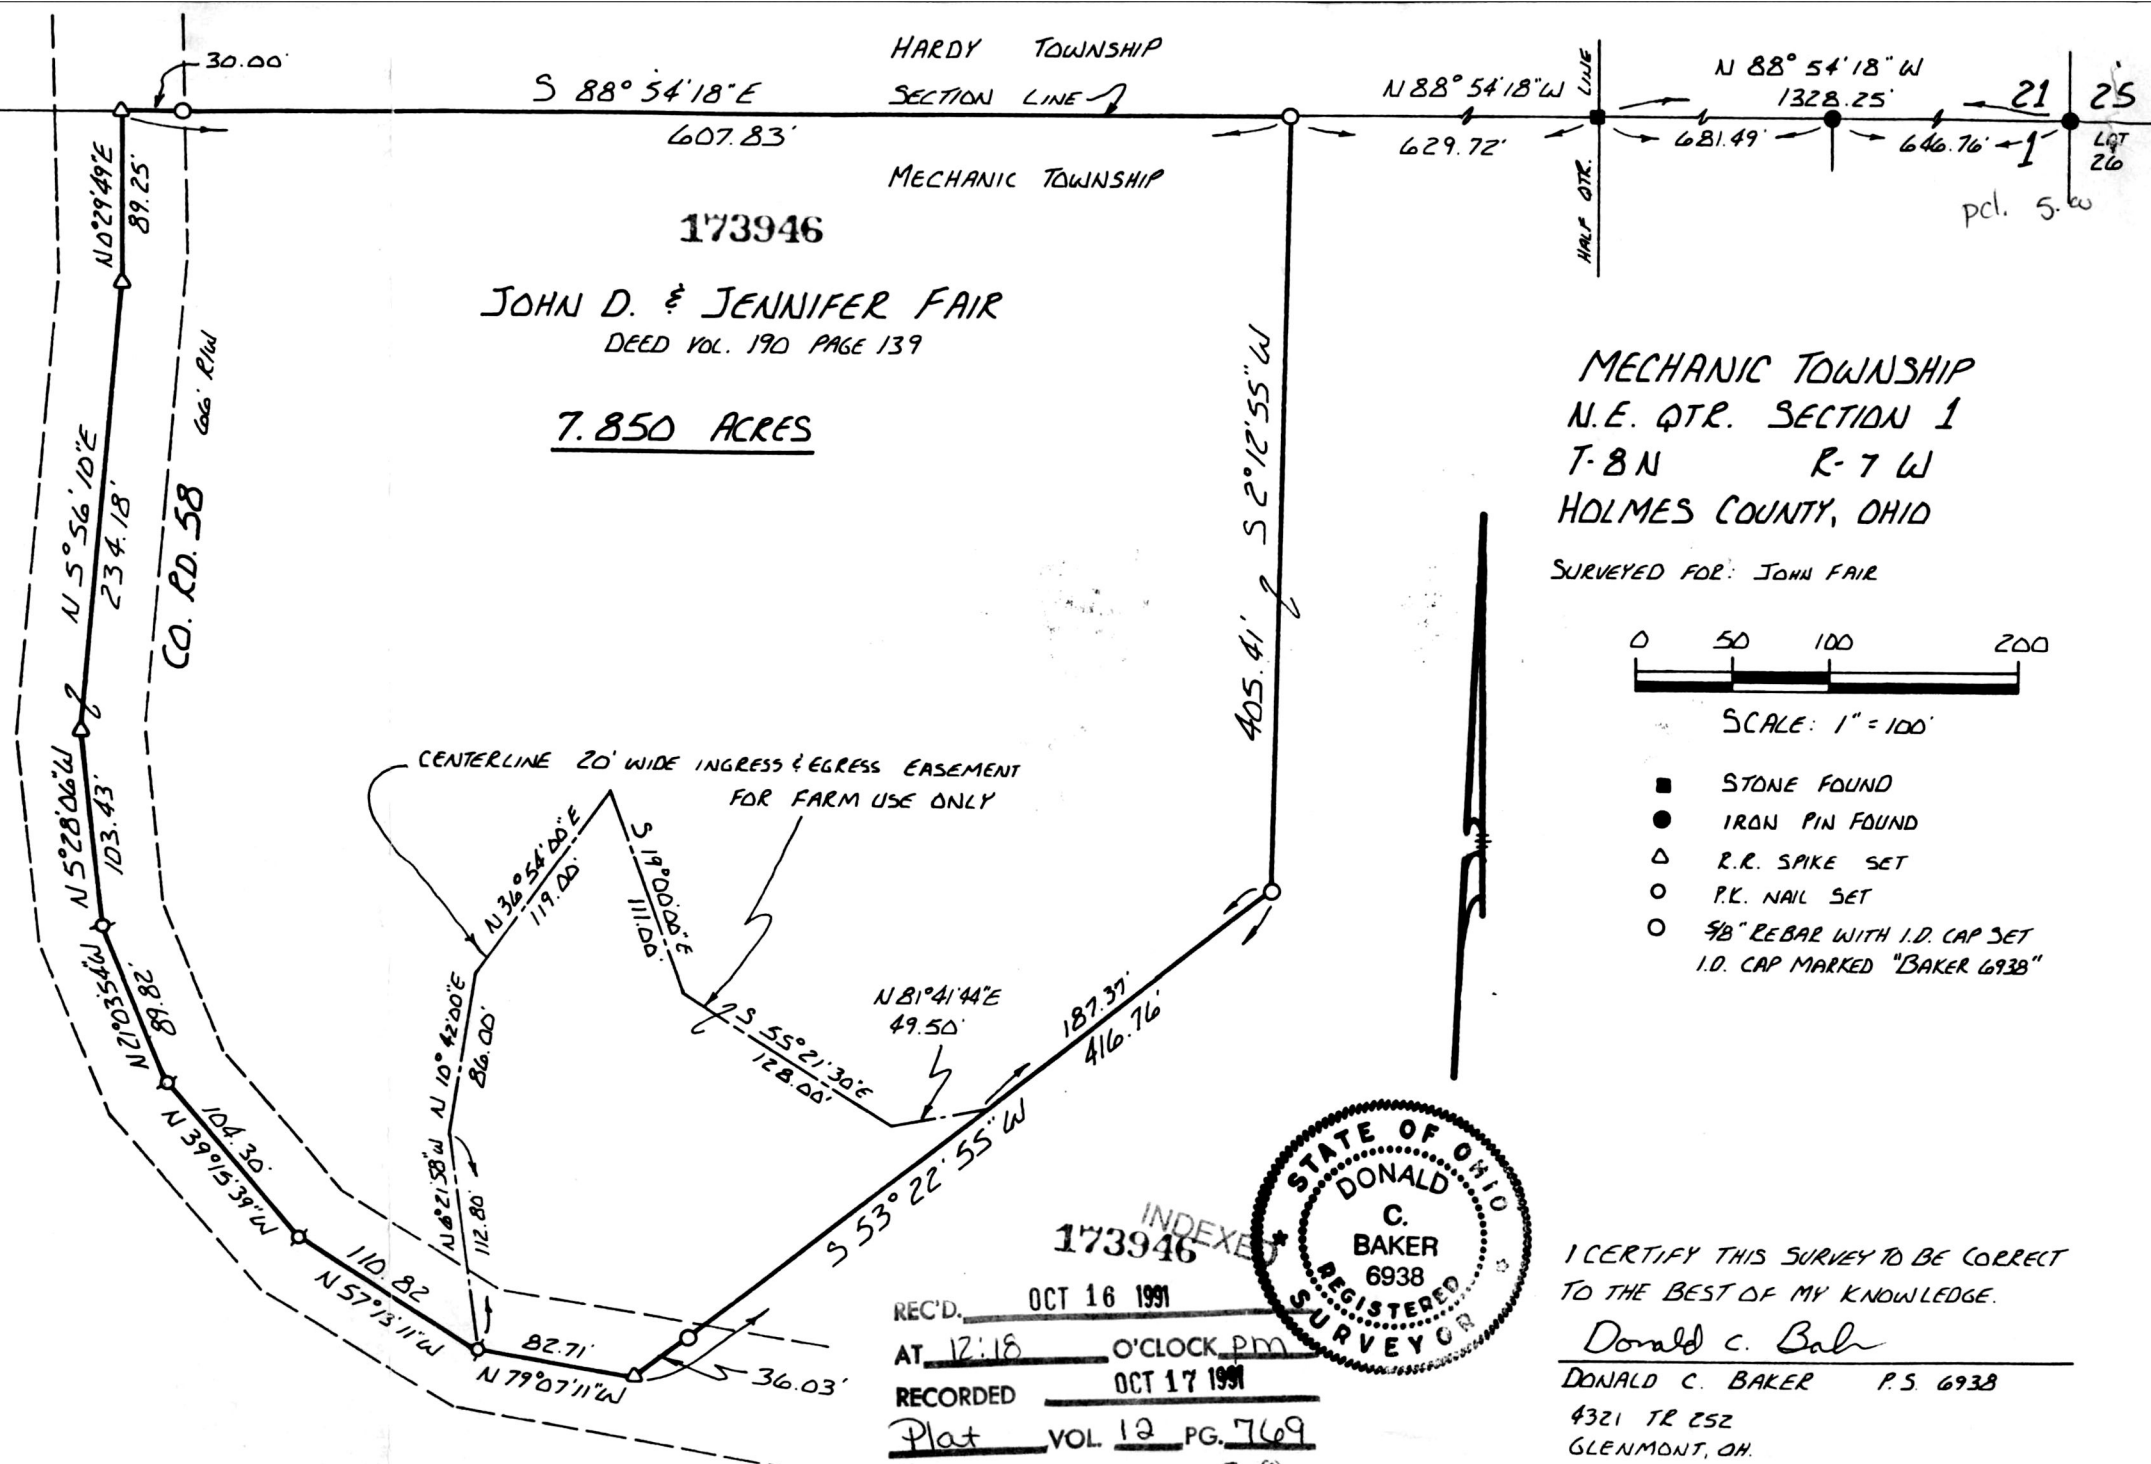 HARDY TOWNSHIP
30.00'
S 88° 54' 18" E
SECTION LINE
607.83'
MECHANIC TOWNSHIP
N 88° 54' 18" W
629.72'
HALF QTR. LINE
N 88° 54' 18" W
1328.25'
681.49'
646.76'
21
25
1
LOT
26
pcl. 5.
173946
N 0° 29' 49" E
89.25'
JOHN D. & JENNIFER FAIR
DEED VOL. 190 PAGE 139
7.850 ACRES
66' R/W
CO. RD. 58
N 5° 56' 10" E
234.18'
S 2° 12' 55" W
405.41'
MECHANIC TOWNSHIP
N.E. QTR. SECTION 1
T-8N R-7 W
HOLMES COUNTY, OHIO
SURVEYED FOR: JOHN FAIR
0 50 100 200
SCALE: 1" = 100'
STONE FOUND
IRON PIN FOUND
R.R. SPIKE SET
P.K. NAIL SET
5/8" REBAR WITH I.D. CAP SET
I.D. CAP MARKED "BAKER 6938"
CENTERLINE 20' WIDE INGRESS & EGRESS EASEMENT
FOR FARM USE ONLY
N 5° 28' 06" W
103.43'
N 36° 54' 00" E
119.00'
S 19° 00' 00" E
111.00'
N 21° 03' 54" W
89.82'
N 10° 42' 00" E
86.00'
S 55° 21' 30" E
128.00'
N 81° 41' 44" E
49.50'
187.37'
416.76'
S 53° 22' 55" W
104.30'
N 39° 15' 39" W
N 6° 21' 58" W
112.80'
110.82
N 57° 13' 11" W
82.71'
N 79° 07' 11" W
36.03'
173946
INDEXED
REC'D. OCT 16 1991
AT 12:18 O'CLOCK pm
RECORDED OCT 17 1991
Plat VOL. 12 PG. 769
STATE OF OHIO
DONALD
C.
BAKER
6938
REGISTERED
SURVEYOR
I CERTIFY THIS SURVEY TO BE CORRECT
TO THE BEST OF MY KNOWLEDGE.
Donald C. Bak
DONALD C. BAKER P.S. 6938
4321 TR 252
GLENMONT, OH.